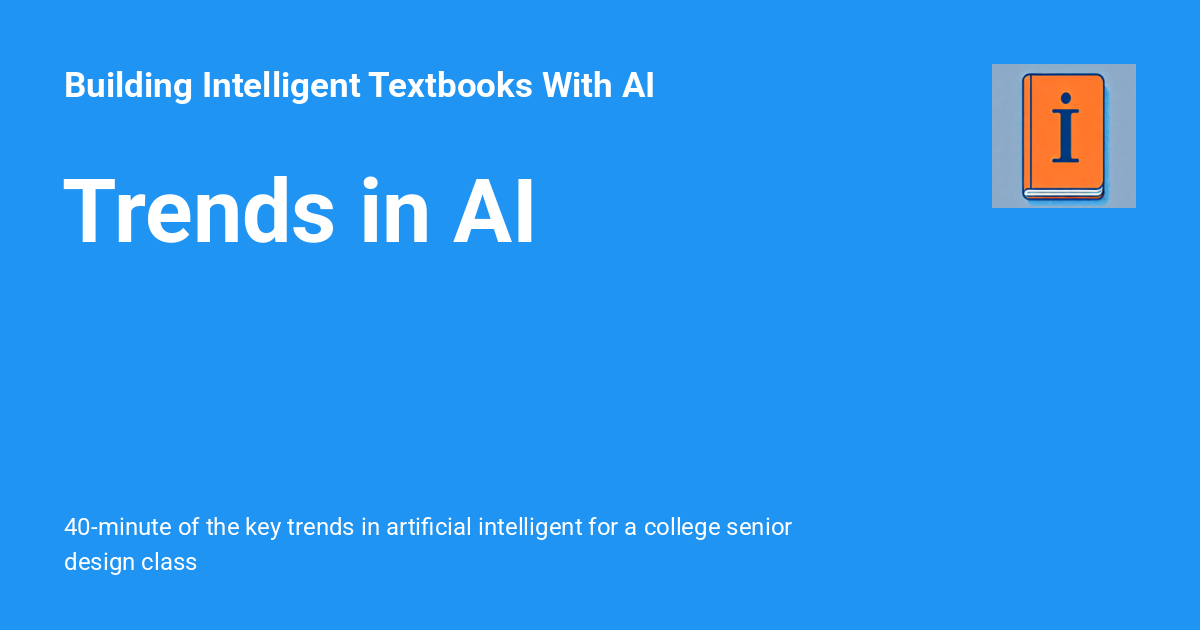 Building Intelligent Textbooks With AI
i
Trends in AI
40-minute of the key trends in artificial intelligent for a college senior
design class